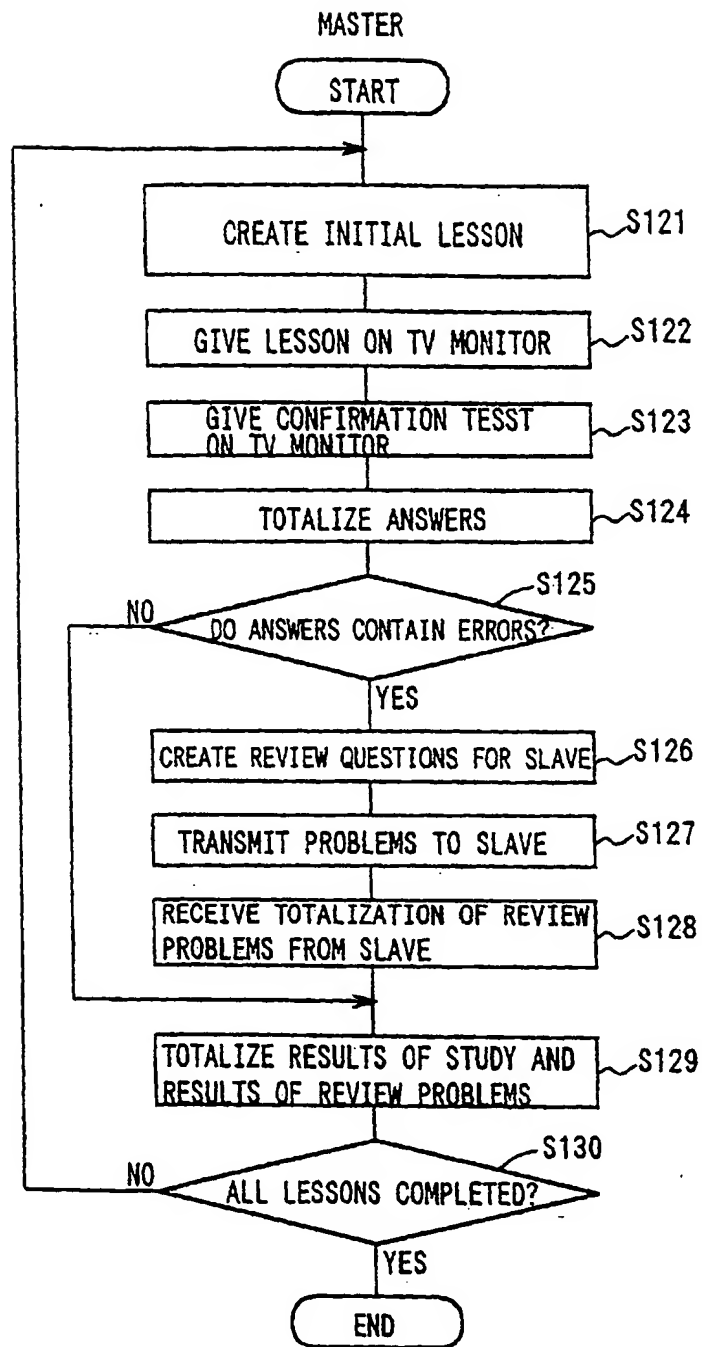 MASTER
START
CREATE INITIAL LESSON
S121
GIVE LESSON ON TV MONITOR
S122
GIVE CONFIRMATION TESST
ON TV MONITOR
S123
TOTALIZE ANSWERS
S124
S125
NO
DO ANSWERS CONTAIN ERRORS?
YES
CREATE REVIEW QUESTIONS FOR SLAVE
S126
TRANSMIT PROBLEMS TO SLAVE
S127
RECEIVE TOTALIZATION OF REVIEW
PROBLEMS FROM SLAVE
S128
TOTALIZE RESULTS OF STUDY AND
RESULTS OF REVIEW PROBLEMS
S129
S130
NO
ALL LESSONS COMPLETED?
YES
END